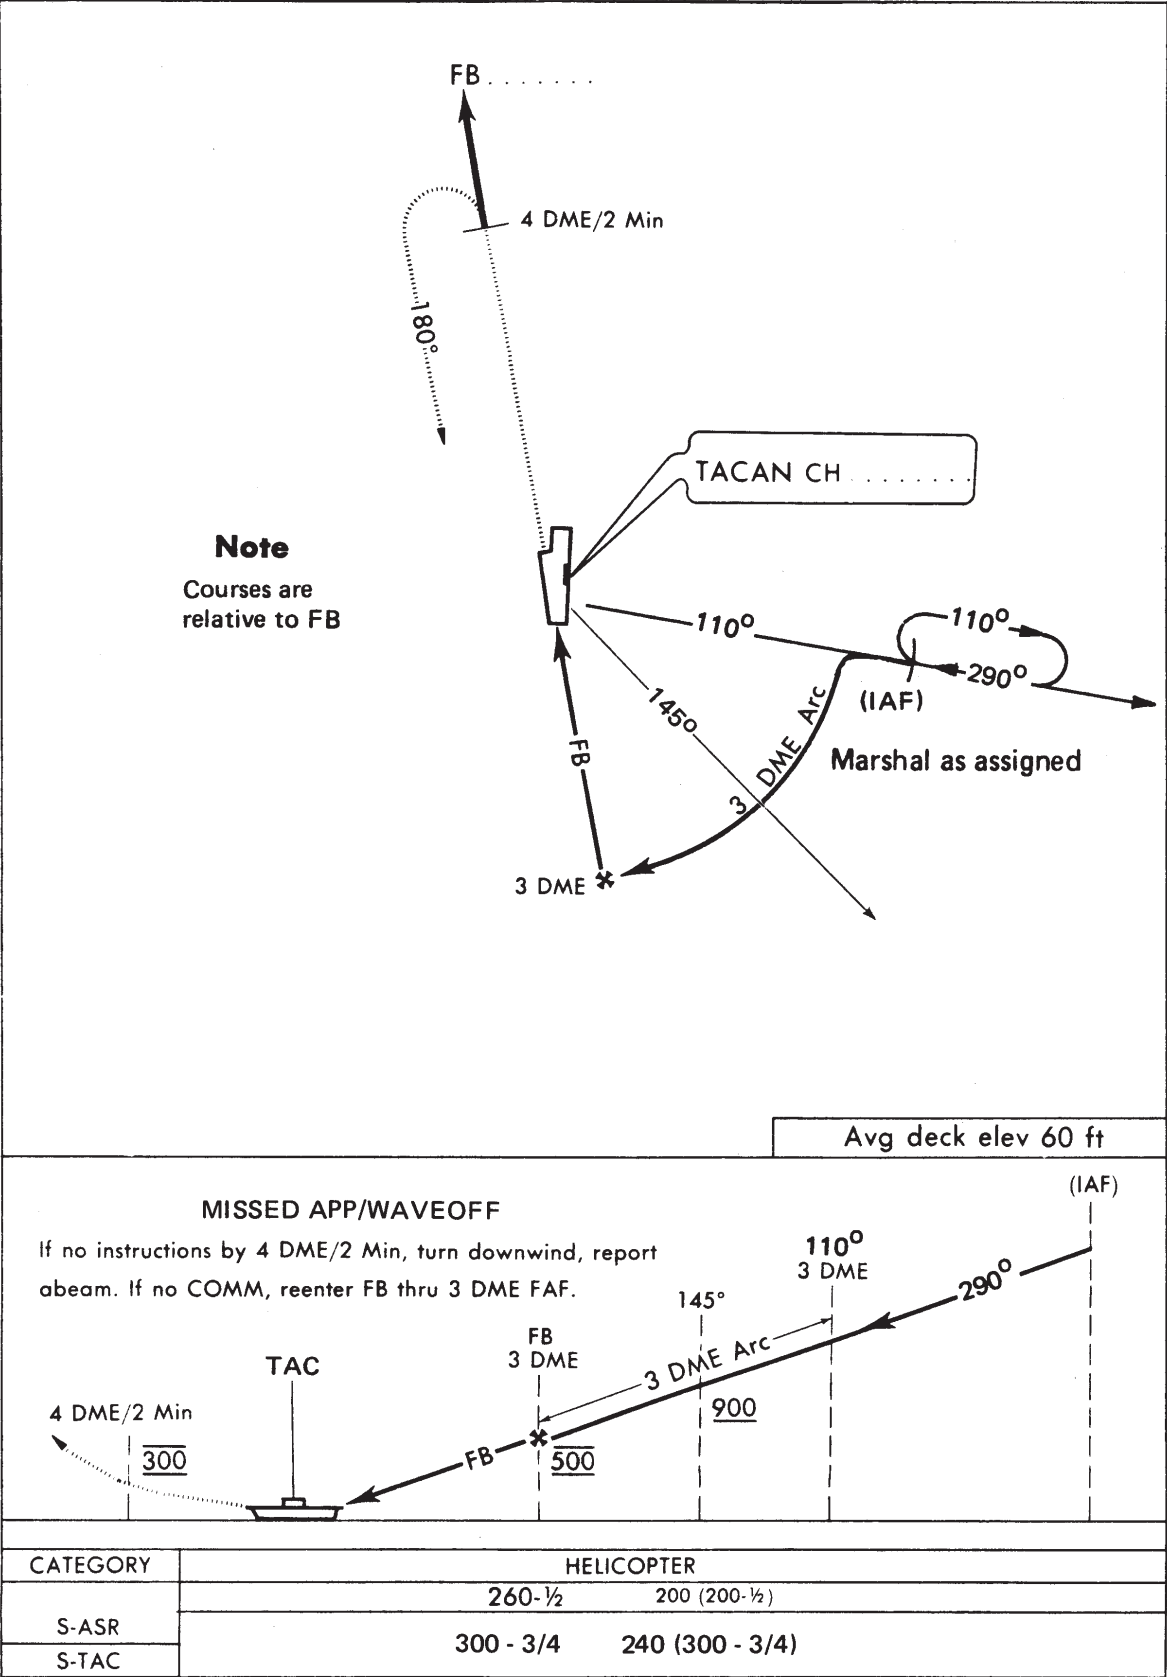 FB . . . . . . .
4 DME/2 Min
180°
TACAN CH . . . . . . . .
Note
Courses are
relative to FB
110°
110°
290°
(IAF)
145°
3 DME Arc
Marshal as assigned
FB
3 DME
Avg deck elev 60 ft
(IAF)
MISSED APP/WAVEOFF
If no instructions by 4 DME/2 Min, turn downwind, report
abeam. If no COMM, reenter FB thru 3 DME FAF.
110°
3 DME
290°
145°
FB
3 DME
3 DME Arc
TAC
900
4 DME/2 Min
300
FB
500
CATEGORY HELICOPTER
260-½ 200 (200-½)
S-ASR
300 - 3/4 240 (300 - 3/4)
S-TAC